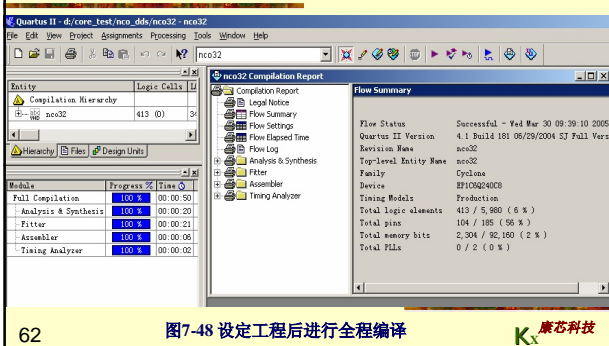 Quartus II - d:/core_test/nco_dds/nco32 - nco32
File Edit View Project Assignments Processing Tools Window Help
nco32
Entity Logic Cells
Compilation Hierarchy
nco32 413 (0)
Hierarchy Files Design Units
Module Progress % Time
Full Compilation 100 % 00:00:50
Analysis & Synthesis 100 % 00:00:20
Fitter 100 % 00:00:21
Assembler 100 % 00:00:06
Timing Analyzer 100 % 00:00:02
nco32 Compilation Report
Compilation Report
Legal Notice
Flow Summary
Flow Settings
Flow Elapsed Time
Flow Log
Analysis & Synthesis
Fitter
Assembler
Timing Analyzer
Flow Summary
Flow Status Successful - Wed Mar 30 09:39:10 2005
Quartus II Version 4.1 Build 181 06/29/2004 SJ Full Vers
Revision Name nco32
Top-level Entity Name nco32
Family Cyclone
Device EP1C6Q240C8
Timing Models Production
Total logic elements 413 / 5,980 ( 6 % )
Total pins 104 / 185 ( 56 % )
Total memory bits 2,304 / 92,160 ( 2 % )
Total PLLs 0 / 2 ( 0 % )
62
图7-48 设定工程后进行全程编译
KX 康芯科技